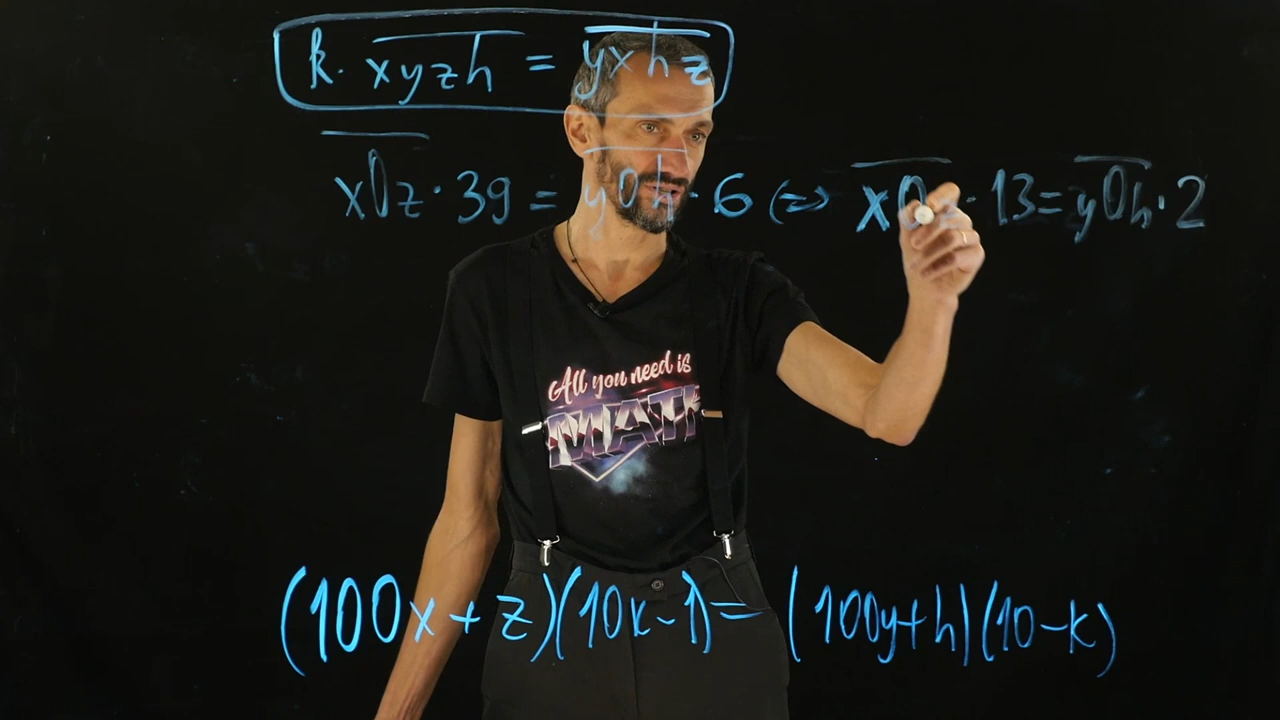 k · xyzh = yxhz
x0z · 39 = y0h · 6 <=> x0z · 13 = y0h · 2
All you need is
MATH
(100x + z)(10k - 1) = (100y + h)(10 - k)